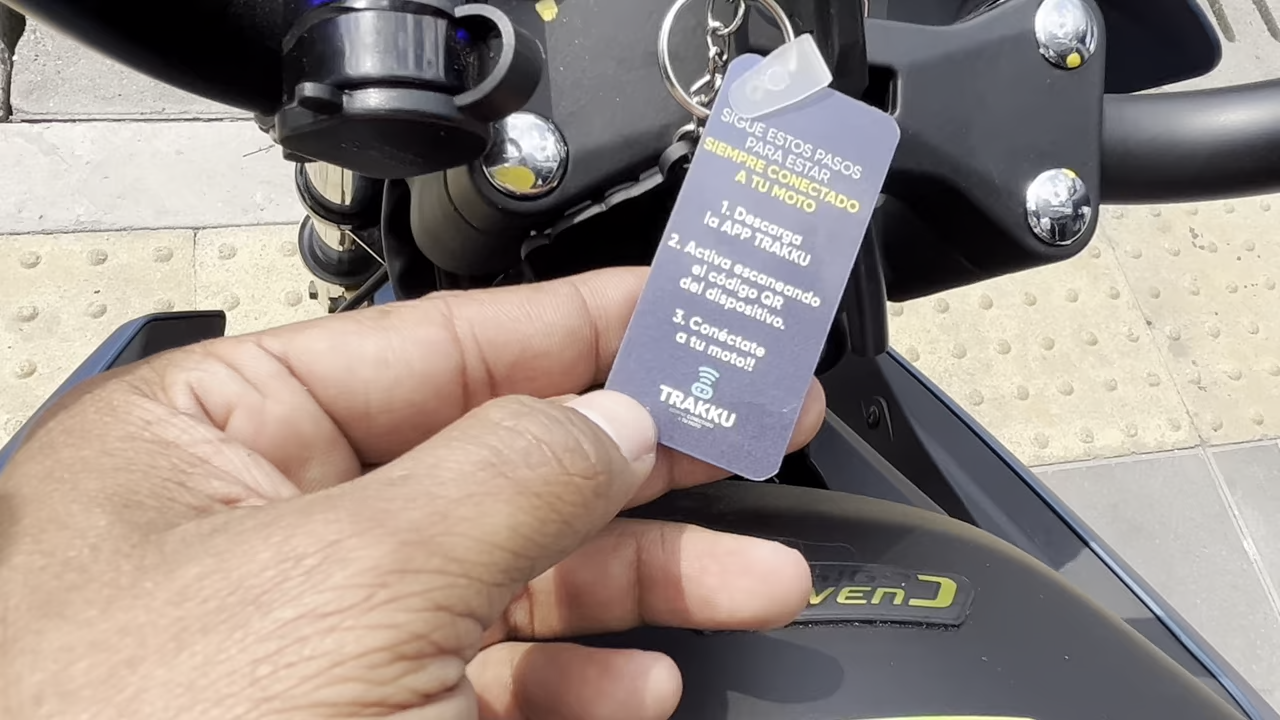 SIGUE ESTOS PASOS
PARA ESTAR
SIEMPRE CONECTADO
A TU MOTO
1. Descarga
la APP TRAKKU
2. Activa escaneando
el código QR
del dispositivo.
3. Conéctate
a tu moto!!
TRAKKU